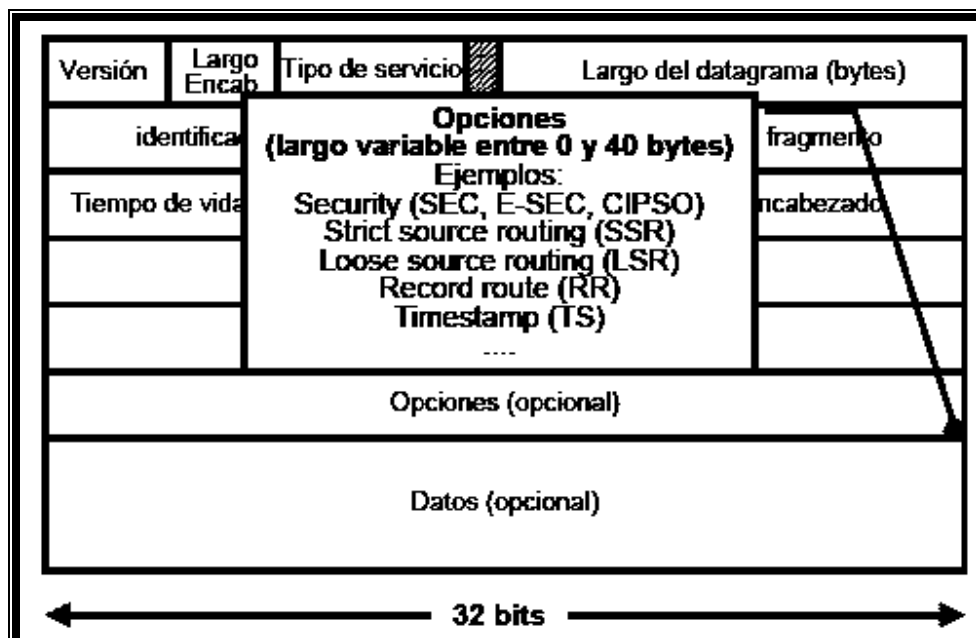 Versión Largo Encab Tipo de servicio Largo del datagrama (bytes)
Opciones
(largo variable entre 0 y 40 bytes)
Ejemplos:
Security (SEC, E-SEC, CIPSO)
Strict source routing (SSR)
Loose source routing (LSR)
Record route (RR)
Timestamp (TS)
....
identifica fragmento
Tiempo de vida ncabezado
Opciones (opcional)
Datos (opcional)
32 bits